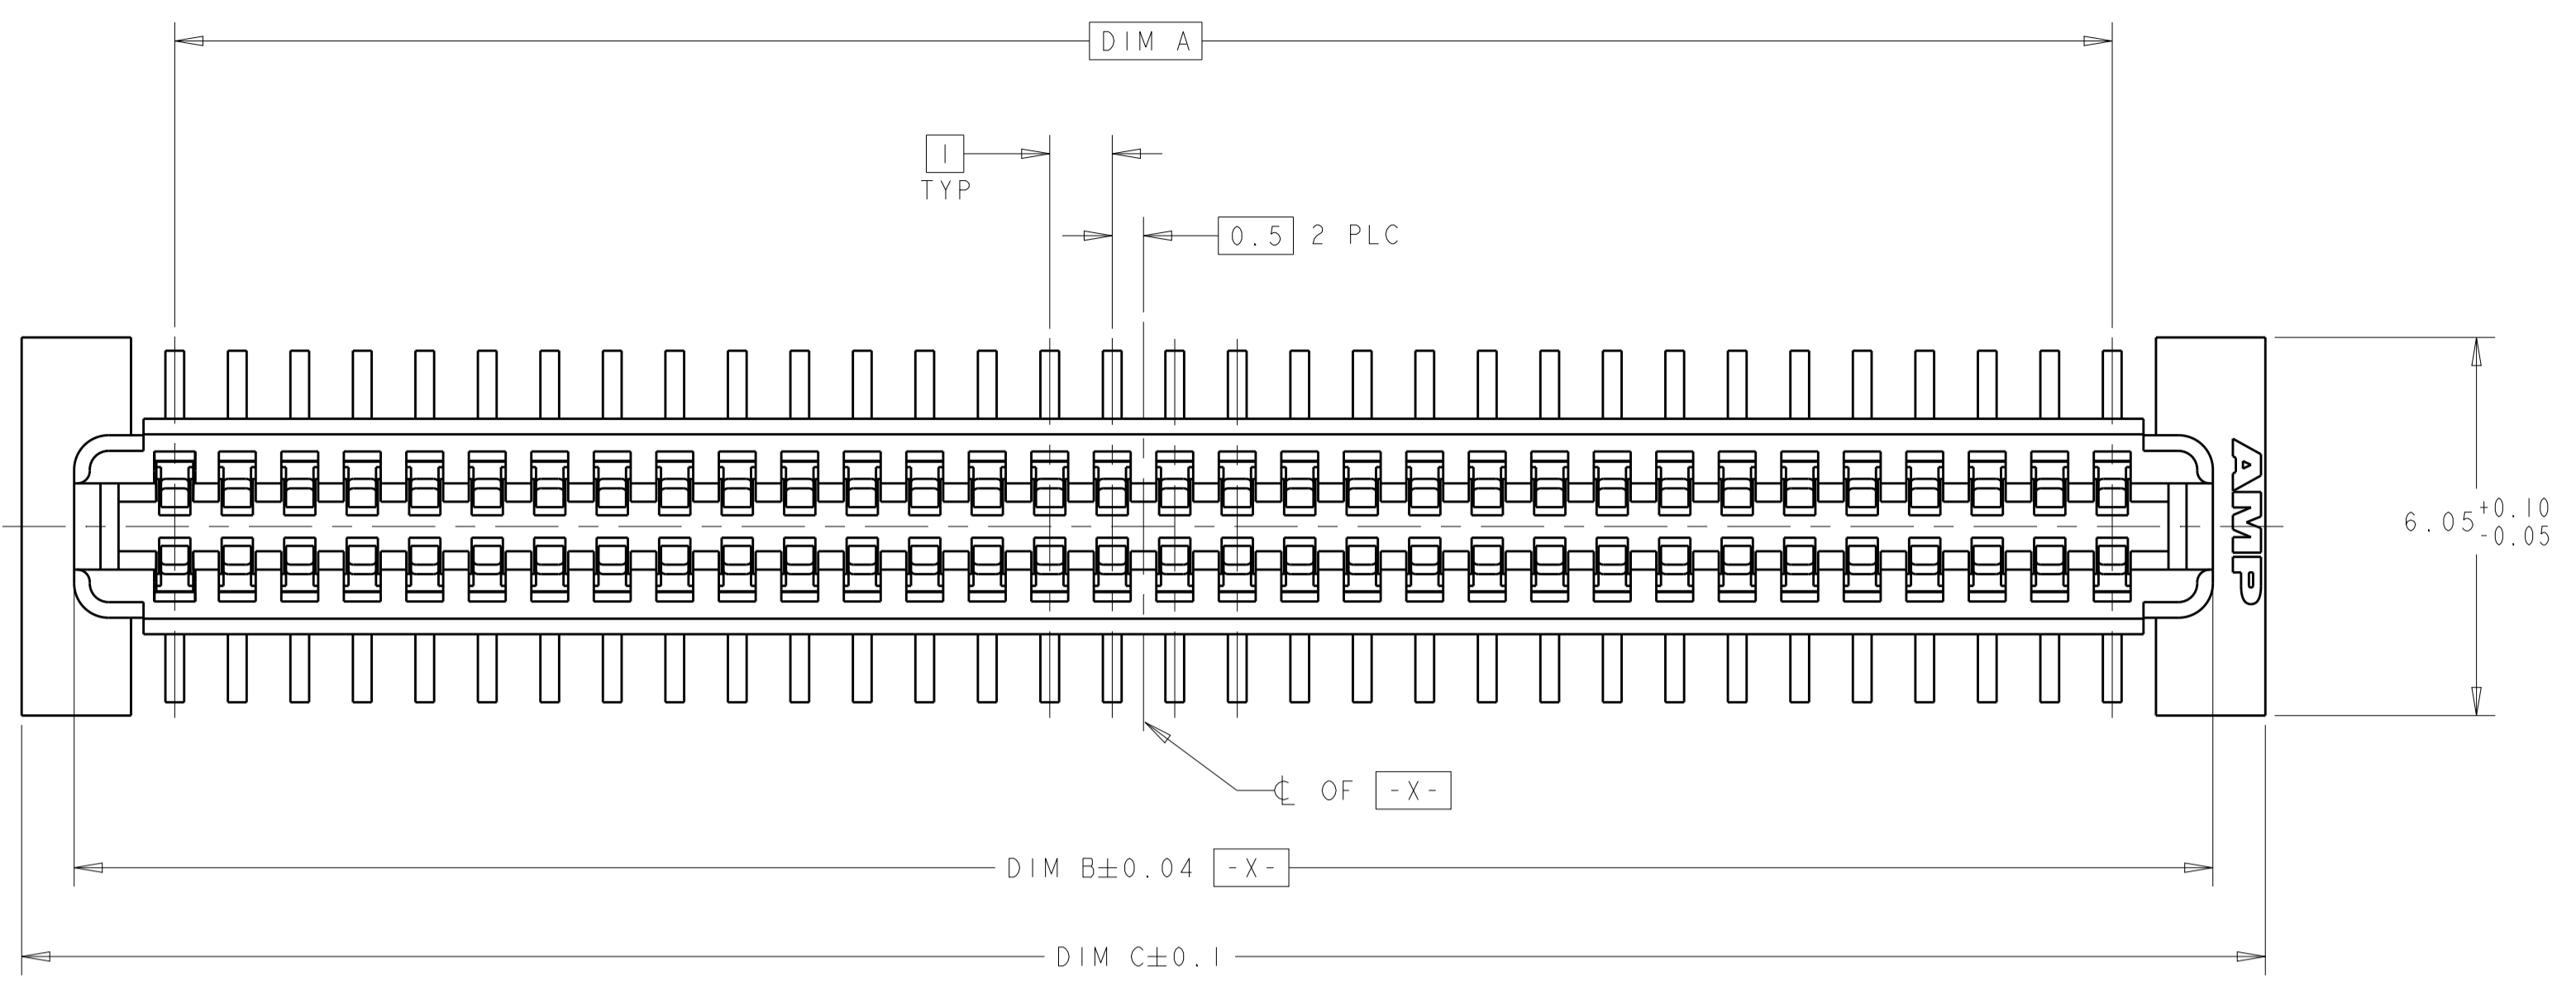 DIM A
1
TYP
0.5 2 PLC
AMP
6.05 +0.10
-0.05
℄ OF -X-
DIM B±0.04 -X-
DIM C±0.1